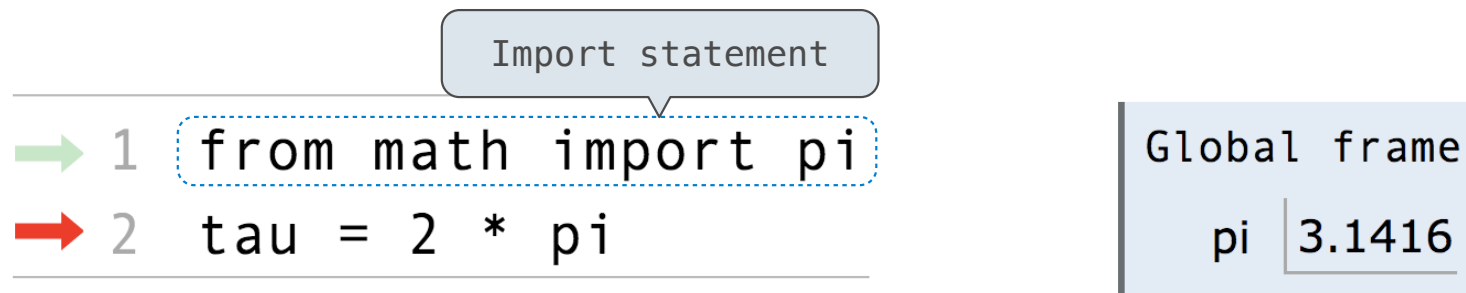 Import statement
1 from math import pi
2 tau = 2 * pi
Global frame
pi 3.1416